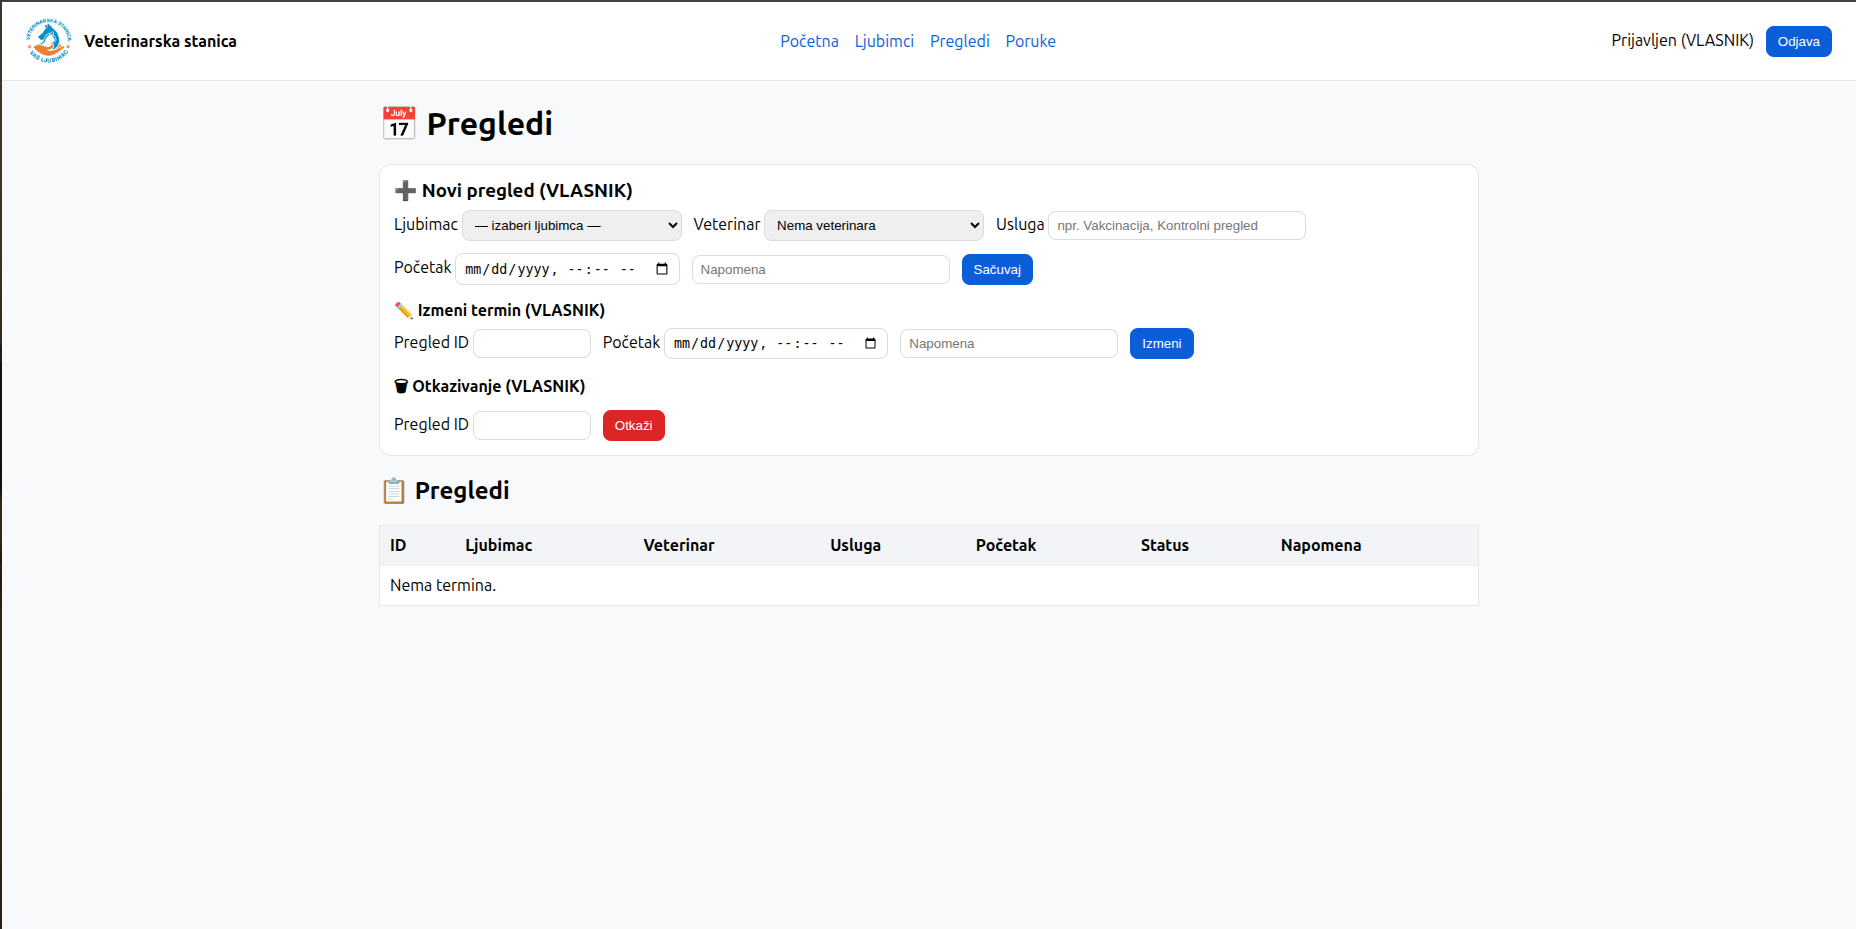 VETERINARSKA STANICA
VAŠ LJUBIMAC
Veterinarska stanica
Početna Ljubimci Pregledi Poruke
Prijavljen (VLASNIK) Odjava
July 17 Pregledi
➕ Novi pregled (VLASNIK)
Ljubimac — izaberi ljubimca — Veterinar Nema veterinara Usluga npr. Vakcinacija, Kontrolni pregled
Početak mm/dd/yyyy, --:-- -- Napomena Sačuvaj
✏️ Izmeni termin (VLASNIK)
Pregled ID Početak mm/dd/yyyy, --:-- -- Napomena Izmeni
🗑 Otkazivanje (VLASNIK)
Pregled ID Otkaži
📋 Pregledi
ID Ljubimac Veterinar Usluga Početak Status Napomena
Nema termina.